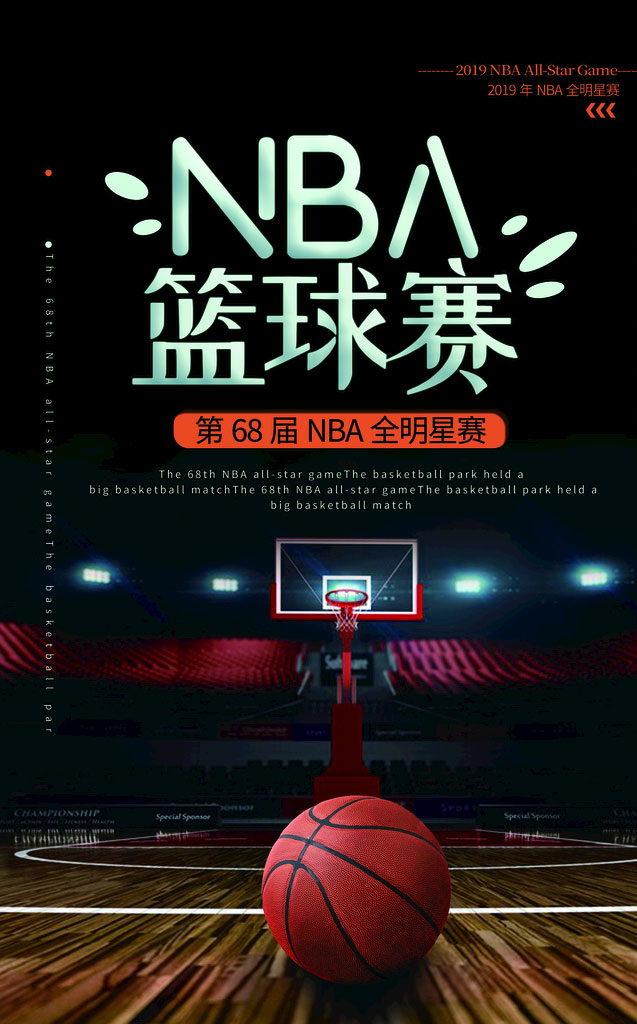 2019 NBA All-Star Game
2019 年 NBA 全明星赛
NBA
篮球赛
第 68 届 NBA 全明星赛
The 68th NBA all-star gameThe basketball park held a
big basketball matchThe 68th NBA all-star gameThe basketball park held a
big basketball match
The 68th NBA all-star gameThe basketball par
CHAMPIONSHIP
Special Sponsor
Sport
Special Sponsor